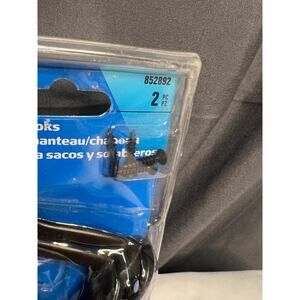 852892
2 PC
PZ
oks
anteau/chapeau
a sacos y sombreros